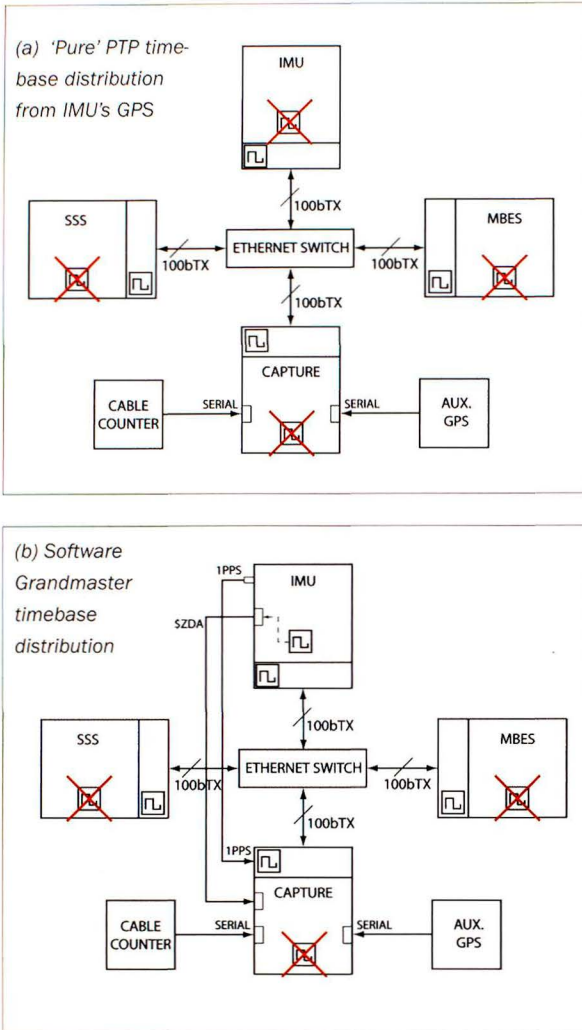 (a) 'Pure' PTP time-
base distribution
from IMU's GPS
IMU
SSS
MBES
100bTX
ETHERNET SWITCH
100bTX
100bTX
100bTX
CAPTURE
CABLE
COUNTER
SERIAL
SERIAL
AUX.
GPS
(b) Software
Grandmaster
timebase
distribution
1PPS
IMU
$ZDA
SSS
MBES
100bTX
ETHERNET SWITCH
100bTX
100bTX
100bTX
1PPS
CAPTURE
CABLE
COUNTER
SERIAL
SERIAL
AUX.
GPS